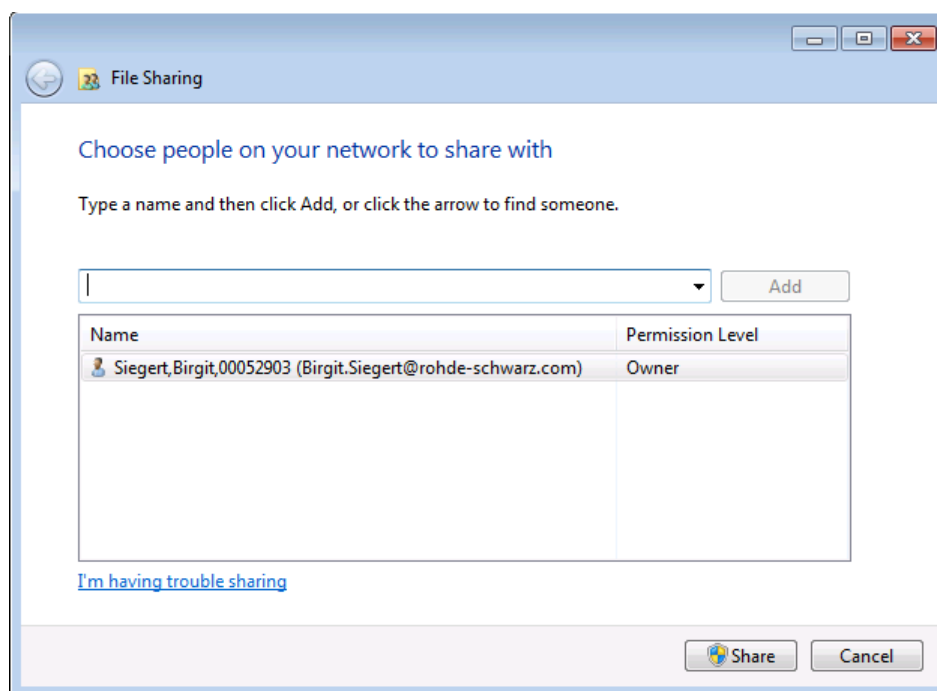 File Sharing
Choose people on your network to share with
Type a name and then click Add, or click the arrow to find someone.
Add
Name Permission Level
Siegert,Birgit,00052903 (Birgit.Siegert@rohde-schwarz.com) Owner
I'm having trouble sharing
Share Cancel